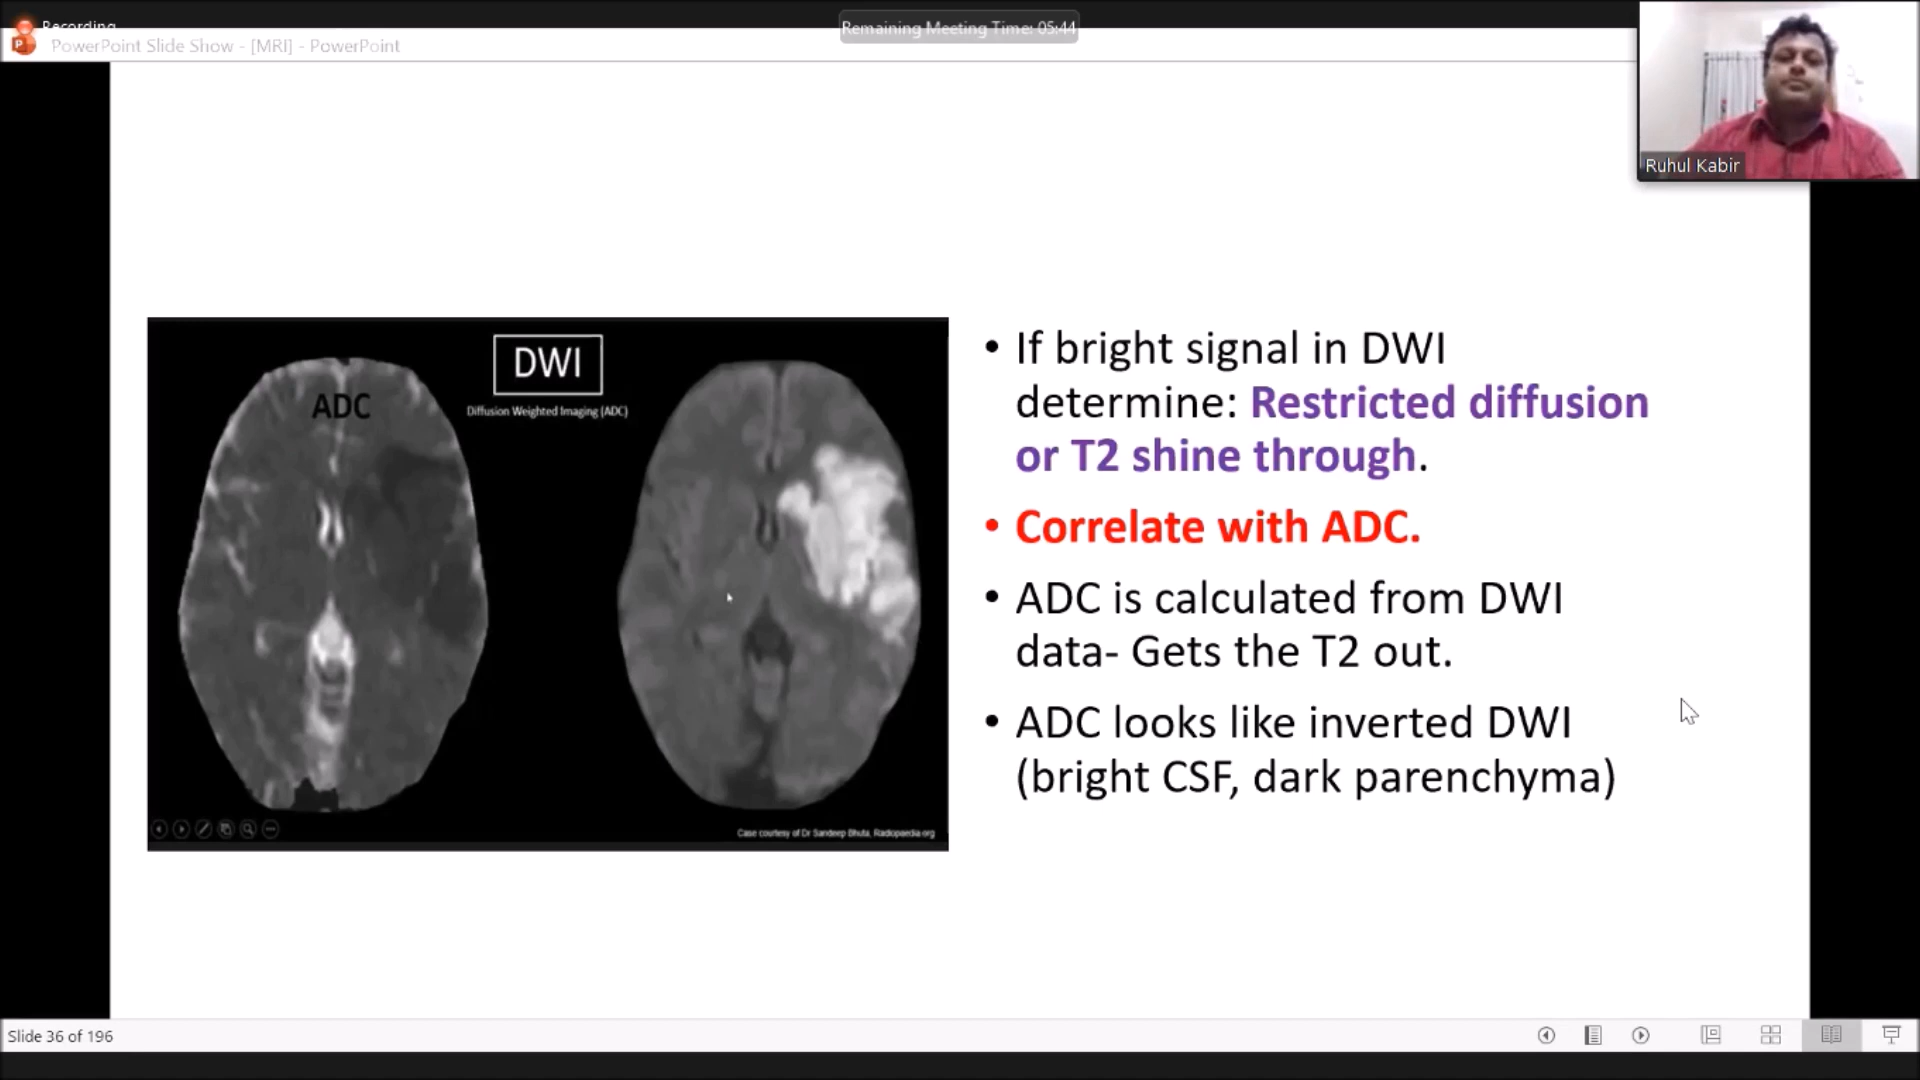 Recording
Remaining Meeting Time: 05:44
PowerPoint Slide Show - [MRI] - PowerPoint
Ruhul Kabir
DWI
ADC
Diffusion Weighted Imaging (ADC)
Case courtesy of Dr Sandeep Bhuta, Radiopaedia.org
• If bright signal in DWI
determine: Restricted diffusion
or T2 shine through.
• Correlate with ADC.
• ADC is calculated from DWI
data- Gets the T2 out.
• ADC looks like inverted DWI
(bright CSF, dark parenchyma)
Slide 36 of 196